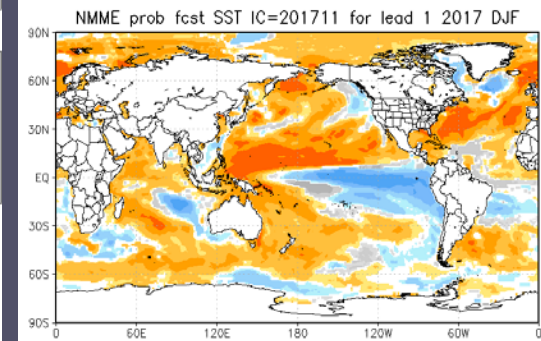 NMME prob fcst SST IC=201711 for lead 1 2017 DJF
90N
60N
30N
EQ
30S
60S
90S
0 60E 120E 180 120W 60W 0